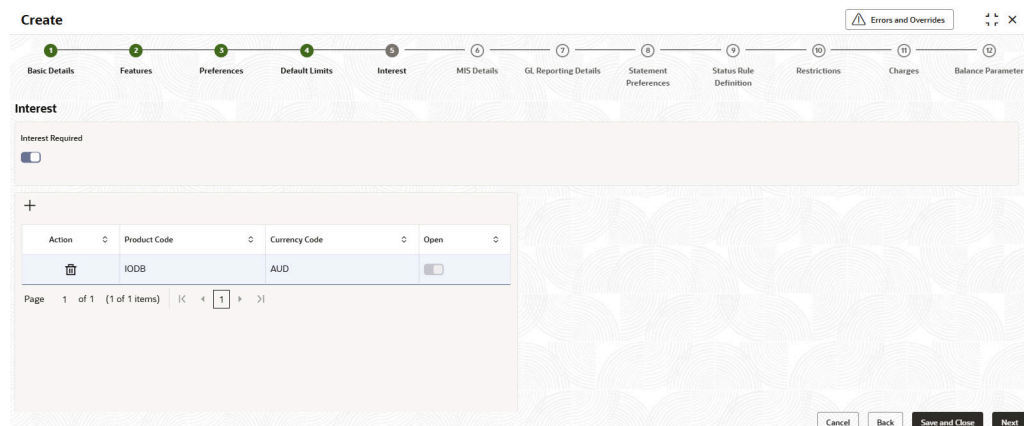 Create
Errors and Overrides
1 2 3 4 5 6 7 8 9 10 11 12
Basic Details Features Preferences Default Limits Interest MIS Details GL Reporting Details Statement Preferences Status Rule Definition Restrictions Charges Balance Parameter
Interest
Interest Required
Action Product Code Currency Code Open
IODB AUD
Page 1 of 1 (1 of 1 items) 1
Cancel Back Save and Close Next